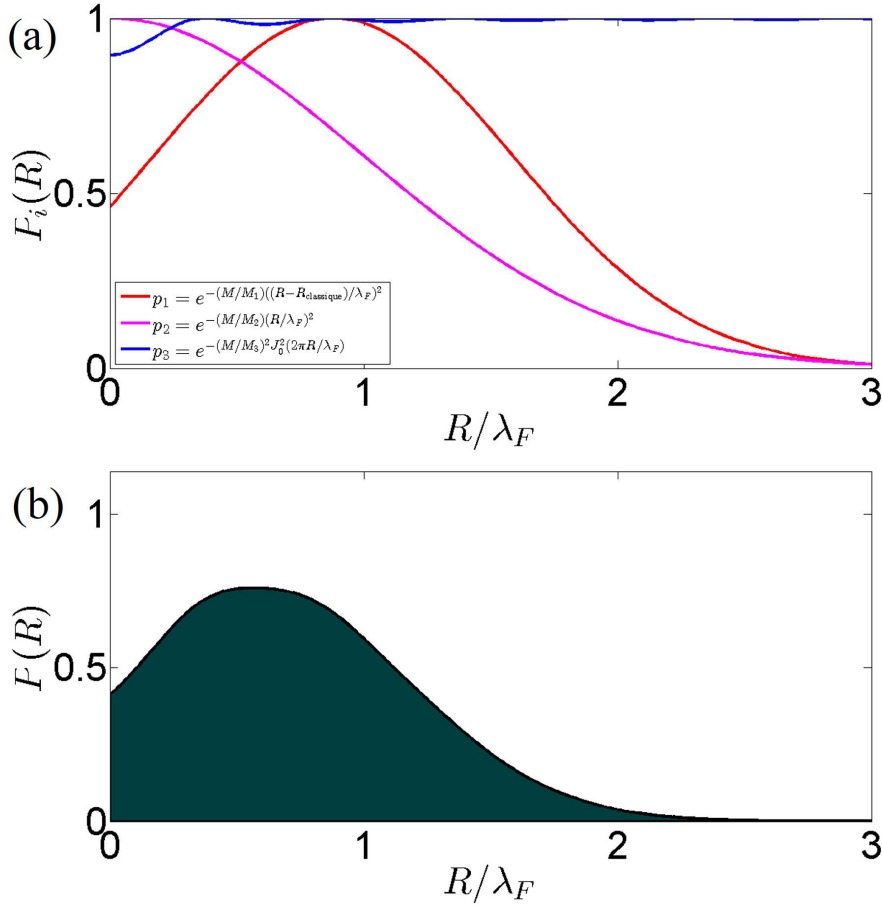 (a)
1
0.5
0
P_i(R)
p_1 = e^{-(M/M_1)((R-R_{classique})/λ_F)^2}
p_2 = e^{-(M/M_2)(R/λ_F)^2}
p_3 = e^{-(M/M_3)^2 J_0^2(2πR/λ_F)}
0 1 2 3
R/λ_F
(b)
1
0.5
0
P(R)
0 1 2 3
R/λ_F